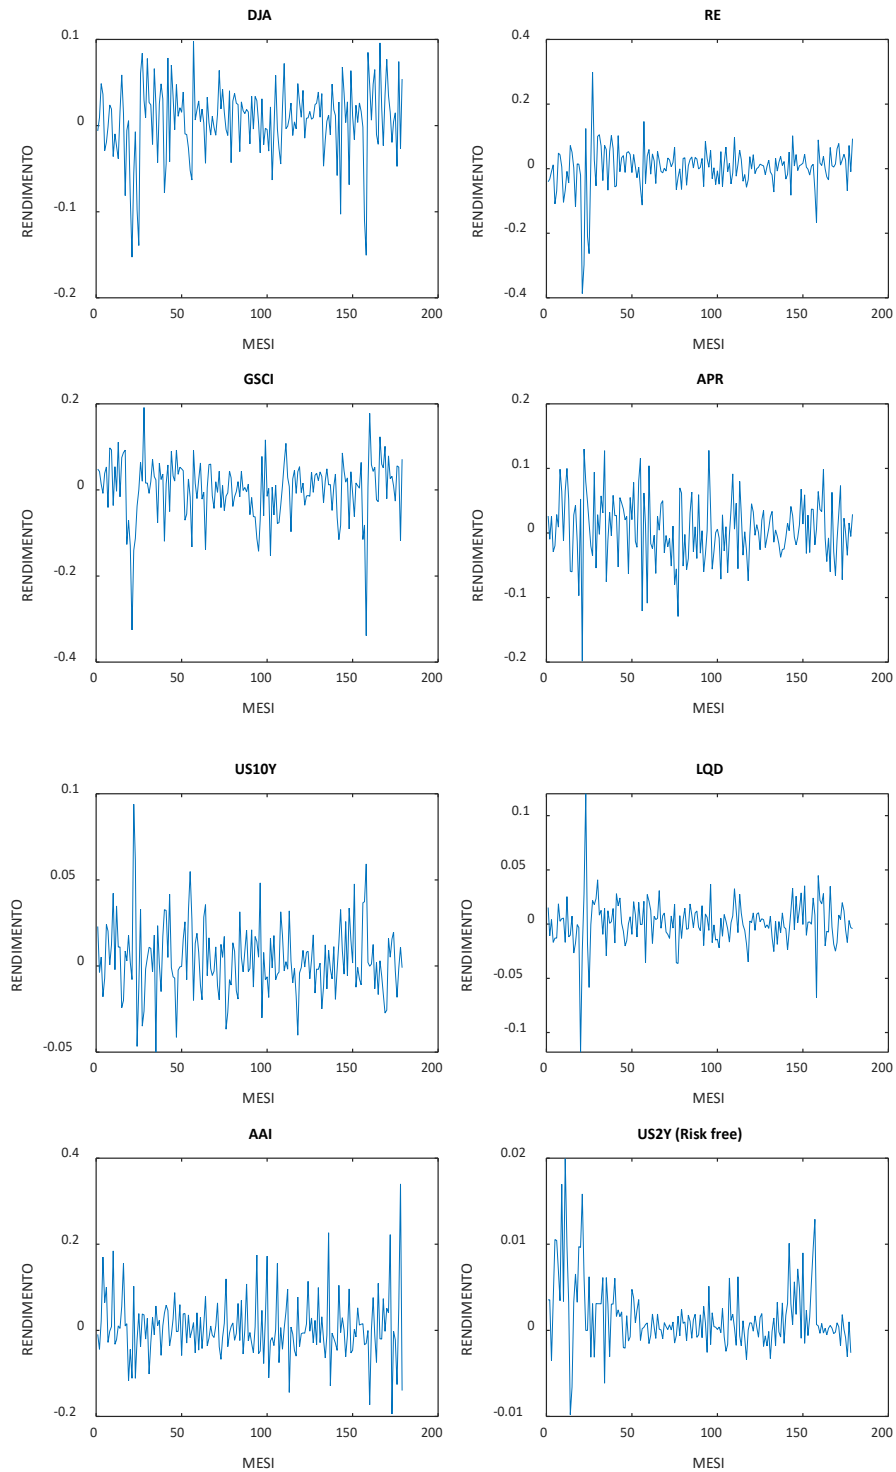 DJA
0.1
0
-0.1
-0.2
RENDIMENTO
0 50 100 150 200
MESI
RE
0.4
0.2
0
-0.2
-0.4
RENDIMENTO
0 50 100 150 200
MESI
GSCI
0.2
0
-0.2
-0.4
RENDIMENTO
0 50 100 150 200
MESI
APR
0.2
0.1
0
-0.1
-0.2
RENDIMENTO
0 50 100 150 200
MESI
US10Y
0.1
0.05
0
-0.05
RENDIMENTO
0 50 100 150 200
MESI
LQD
0.1
0.05
0
-0.05
-0.1
RENDIMENTO
0 50 100 150 200
MESI
AAI
0.4
0.2
0
-0.2
RENDIMENTO
0 50 100 150 200
MESI
US2Y (Risk free)
0.02
0.01
0
-0.01
RENDIMENTO
0 50 100 150 200
MESI